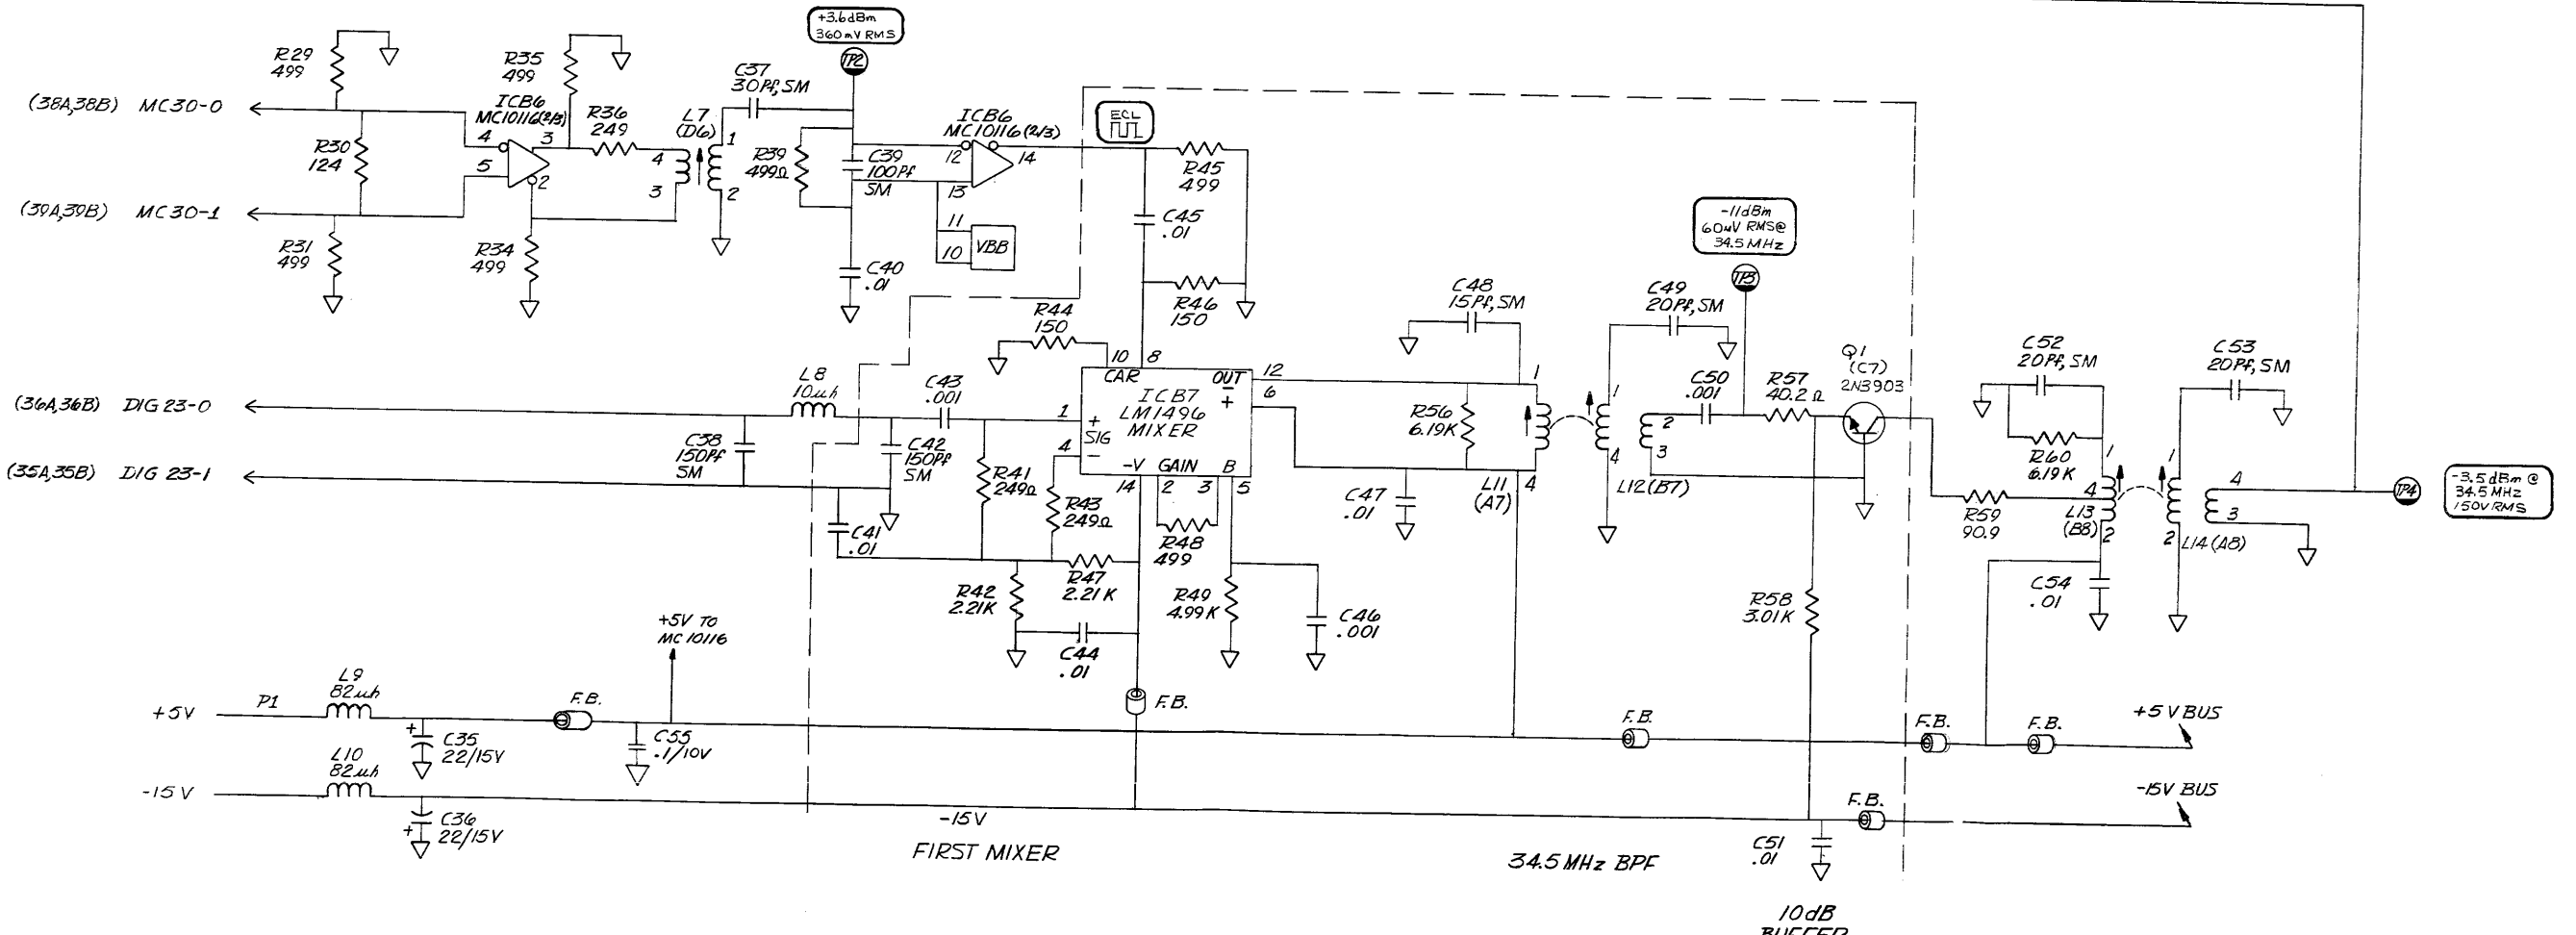 +3.6dBm
360mV RMS
TP2
R29
499
R35
499
C37
30Pf,SM
(38A,38B) MC30-0
ICB6
MC10116(2/3)
R36
249
L7
(D6)
ICB6
MC10116(2/3)
ECL
4
3
4
1
12
14
R30
124
5
2
3
2
R39
499Ω
C39
100Pf
SM
13
R45
499
(39A,39B) MC30-1
11
10
VBB
C45
.01
-11dBm
60mV RMS@
34.5MHz
TP3
R31
499
R34
499
C40
.01
R46
150
R44
150
C48
15Pf,SM
C49
20Pf,SM
C52
20Pf,SM
C53
20Pf,SM
Q1
(C7)
2N3903
10
8
CAR
OUT
12
-
+
6
1
1
L8
10uh
C43
.001
ICB7
LM1496
MIXER
C50
.001
R57
40.2Ω
(36A,36B) DIG 23-0
1
+
SIG
4
-
R56
6.19K
2
3
C38
150Pf
SM
C42
150Pf
SM
R60
6.19K
1
1
(35A,35B) DIG 23-1
-V
GAIN
B
14
2
3
5
R41
249Ω
R43
249Ω
C47
.01
L11
(A7)
4
4
L12(B7)
R59
90.9
4
L13
(B8)
2
4
3
2
L14(A8)
TP4
-3.5dBm@
34.5MHz
150VRMS
C41
.01
R48
499
R42
2.21K
R47
2.21K
R49
4.99K
C46
.001
R58
3.01K
C54
.01
+5V TO
MC10116
C44
.01
L9
82uh
P1
+5V
F.B.
F.B.
F.B.
F.B.
F.B.
+5V BUS
+
C35
22/15V
C55
.1/10V
L10
82uh
-15V
+
C36
22/15V
-15V
F.B.
-15V BUS
C51
.01
FIRST MIXER
34.5MHz BPF
10dB
BUFFER